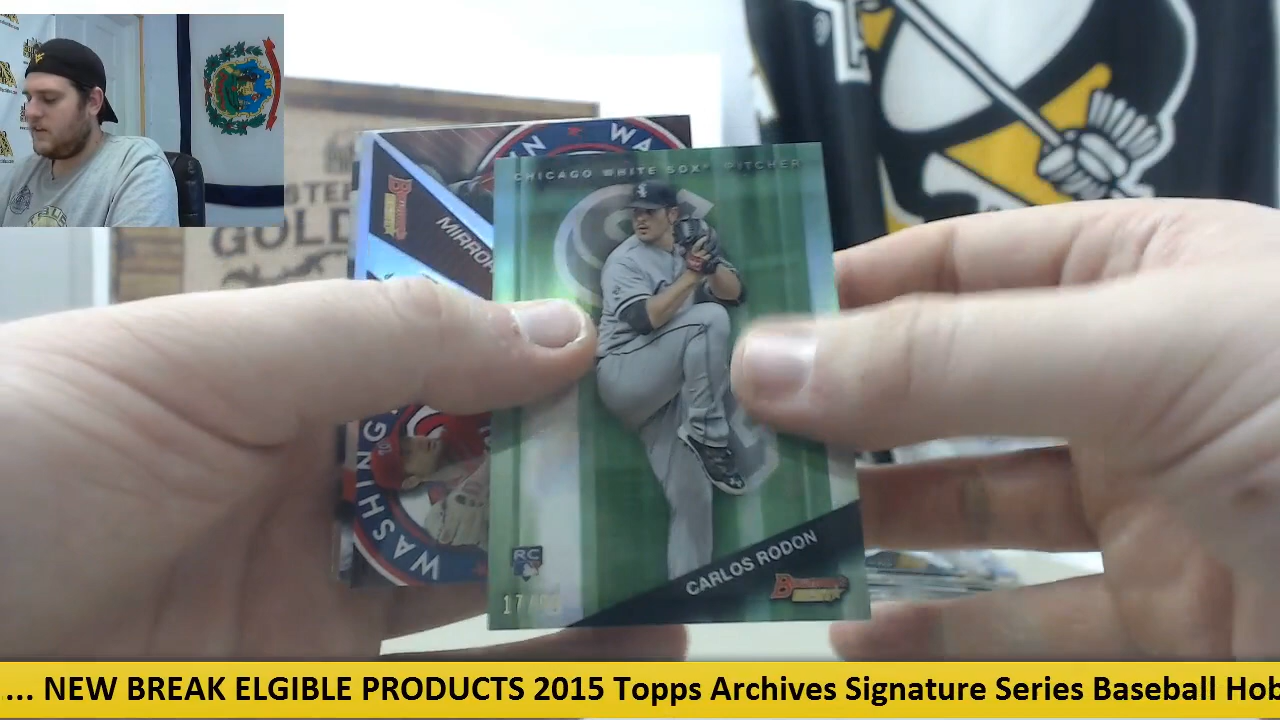 CHICAGO WHITE SOX PITCHER
MIRROR
WASHING
WA
GOLD
RC
CARLOS RODON
BOWMAN'S
BEST
... NEW BREAK ELGIBLE PRODUCTS 2015 Topps Archives Signature Series Baseball Hob